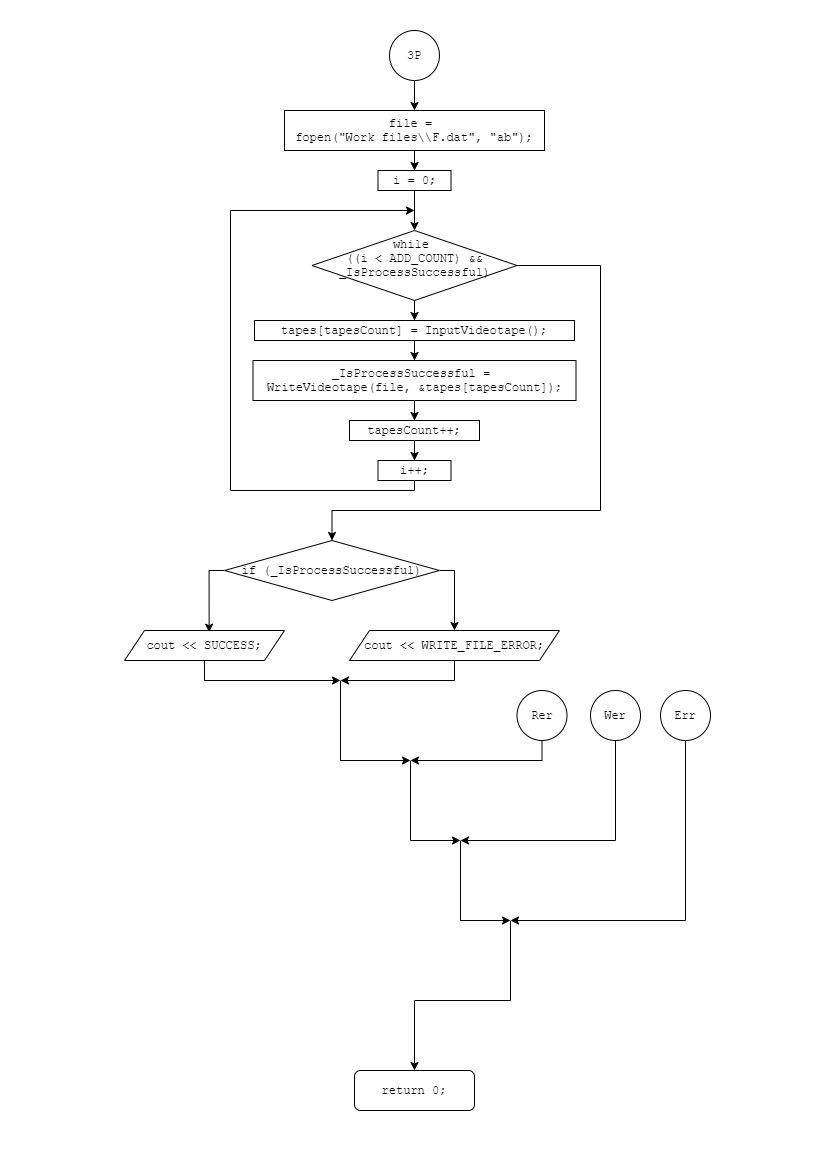 3P
file =
fopen("Work files\\F.dat", "ab");
i = 0;
while
((i < ADD_COUNT) &&
_IsProcessSuccessful)
tapes[tapesCount] = InputVideotape();
_IsProcessSuccessful =
WriteVideotape(file, &tapes[tapesCount]);
tapesCount++;
i++;
if (_IsProcessSuccessful)
cout << SUCCESS;
cout << WRITE_FILE_ERROR;
Rer
Wer
Err
return 0;